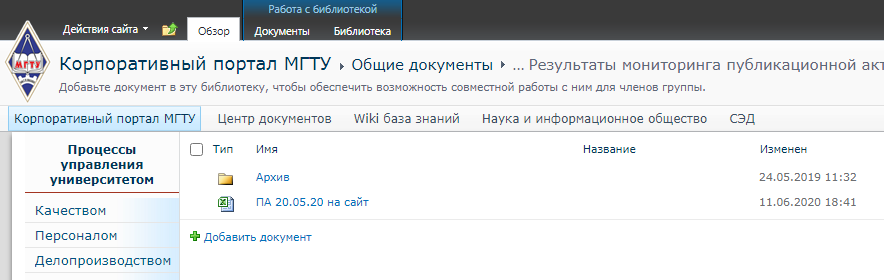 Работа с библиотекой
Действия сайта Обзор Документы Библиотека
МГТУ
Корпоративный портал МГТУ Общие документы ... Результаты мониторинга публикационной акт
Добавьте документ в эту библиотеку, чтобы обеспечить возможность совместной работы с ним для членов группы.
Корпоративный портал МГТУ Центр документов Wiki база знаний Наука и информационное общество СЭД
Процессы
управления
университетом
Качеством
Персоналом
Делопроизводством
Тип Имя Название Изменен
Архив 24.05.2019 11:32
ПА 20.05.20 на сайт 11.06.2020 18:41
Добавить документ